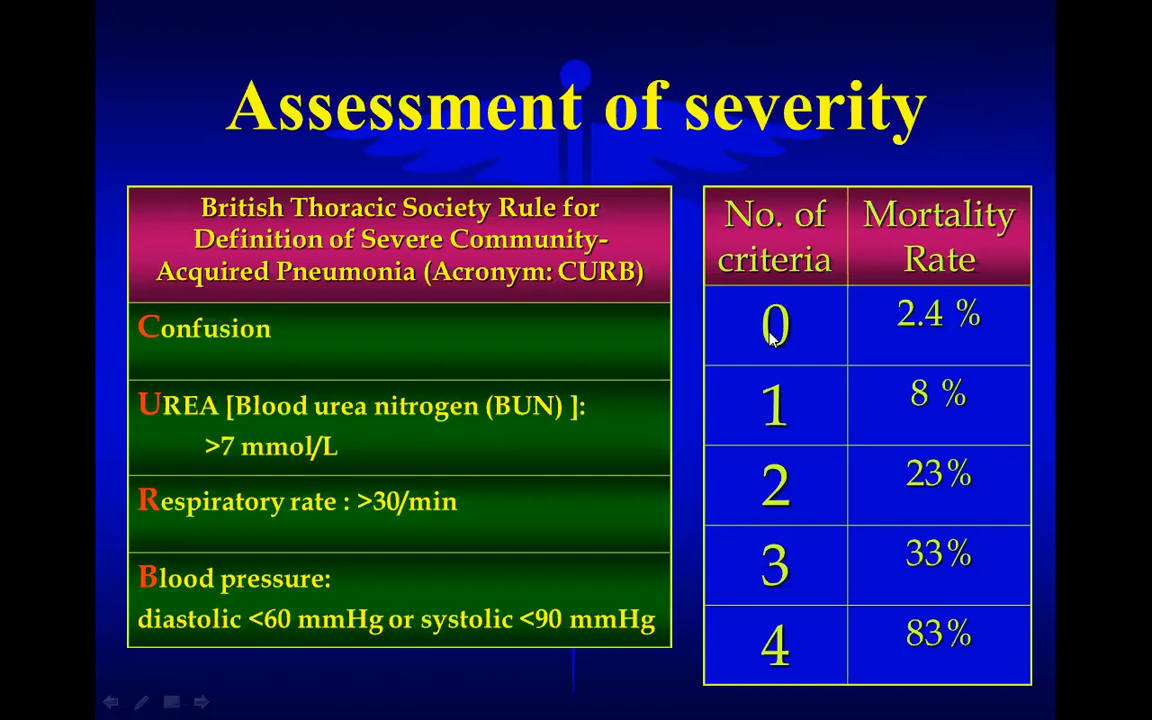 Assessment of severity
British Thoracic Society Rule for
Definition of Severe Community-
Acquired Pneumonia (Acronym: CURB)
Confusion
UREA [Blood urea nitrogen (BUN) ]:
>7 mmol/L
Respiratory rate : >30/min
Blood pressure:
diastolic <60 mmHg or systolic <90 mmHg
No. of criteria Mortality Rate
0 2.4 %
1 8 %
2 23%
3 33%
4 83%